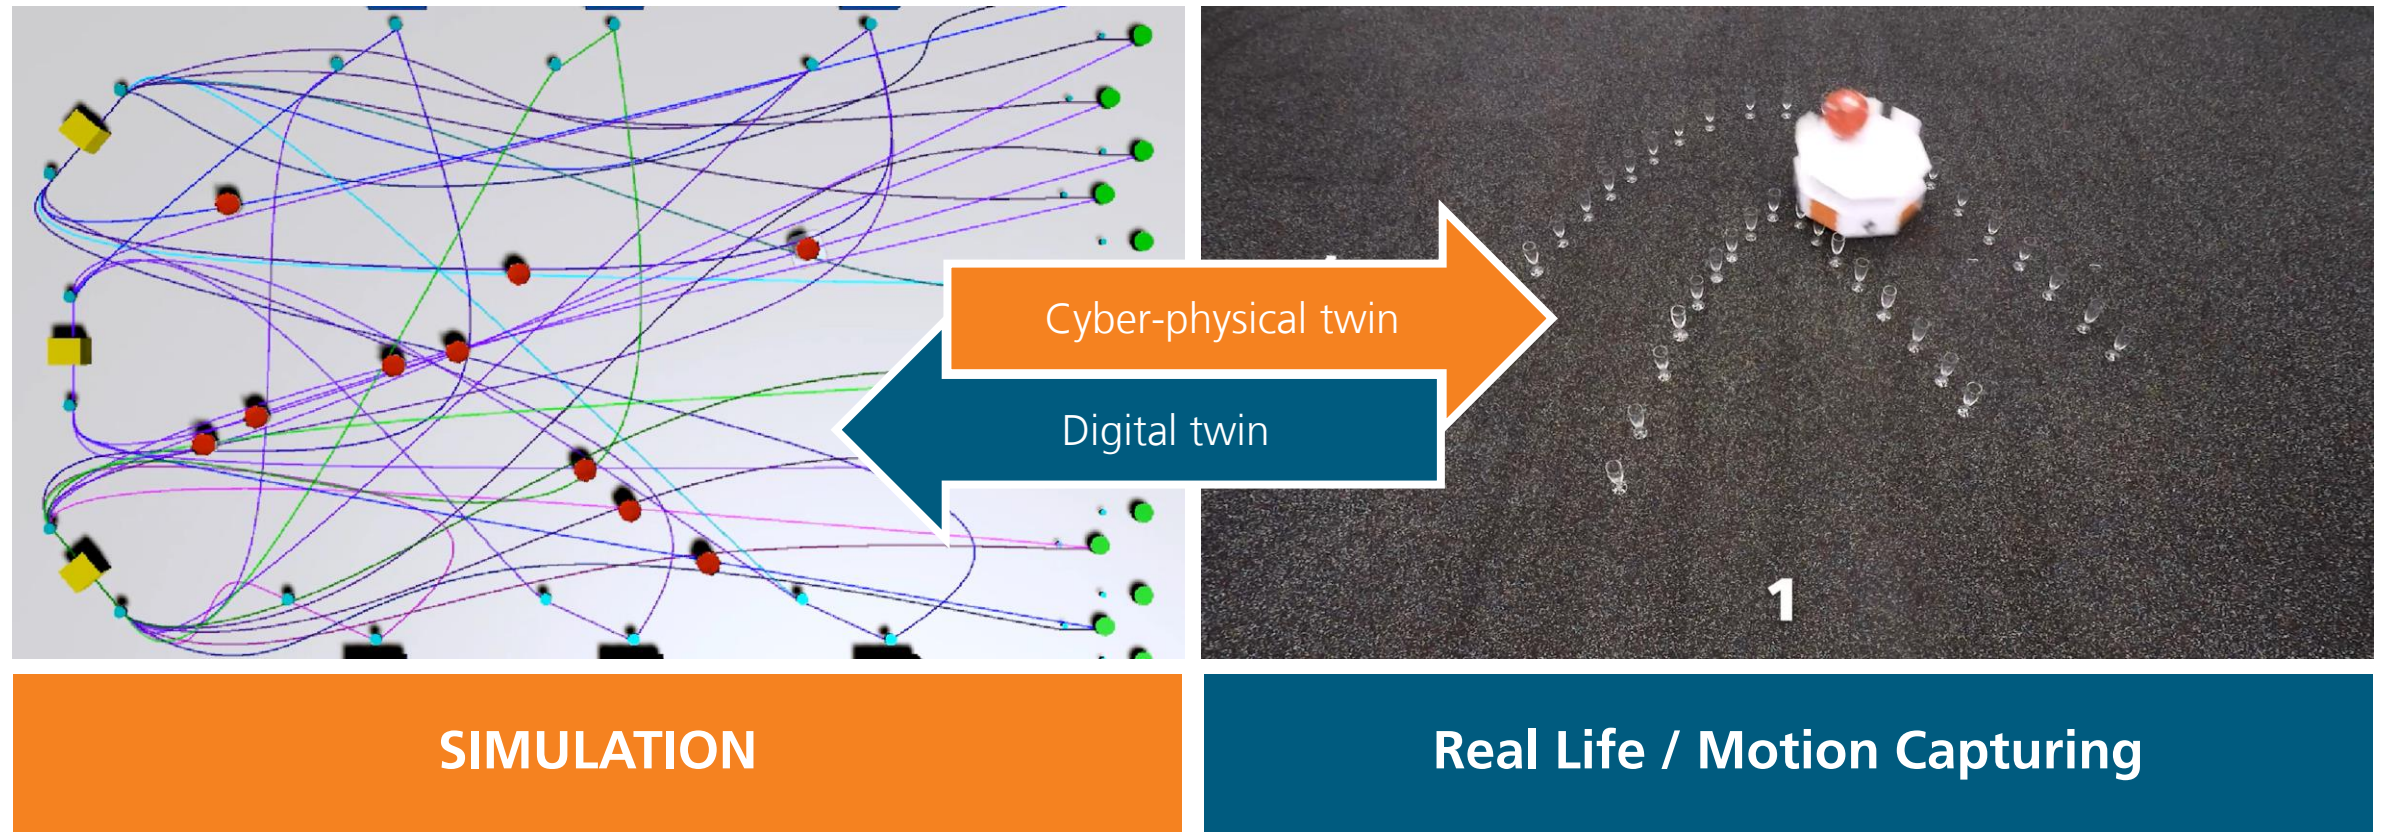 Cyber-physical twin
Digital twin
1
SIMULATION
Real Life / Motion Capturing